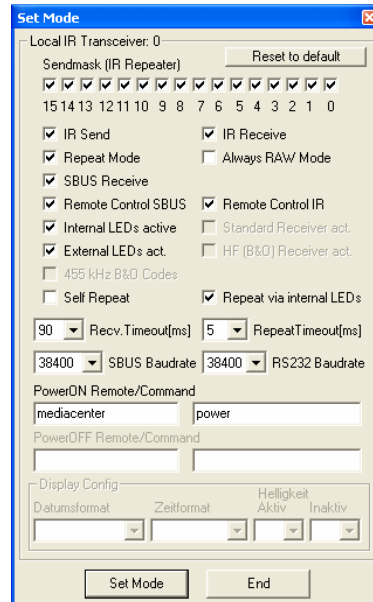 Set Mode
Local IR Transceiver: 0
Sendmask (IR Repeater)
Reset to default
15 14 13 12 11 10 9 8 7 6 5 4 3 2 1 0
IR Send IR Receive
Repeat Mode Always RAW Mode
SBUS Receive
Remote Control SBUS Remote Control IR
Internal LEDs active Standard Receiver act.
External LEDs act. HF (B&O) Receiver act.
455 kHz B&O Codes
Self Repeat Repeat via internal LEDs
90 Recv.Timeout[ms] 5 RepeatTimeout[ms]
38400 SBUS Baudrate 38400 RS232 Baudrate
PowerON Remote/Command
mediacenter power
PowerOFF Remote/Command
Display Config
Helligkeit
Datumsformat Zeitformat Aktiv Inaktiv
Set Mode End